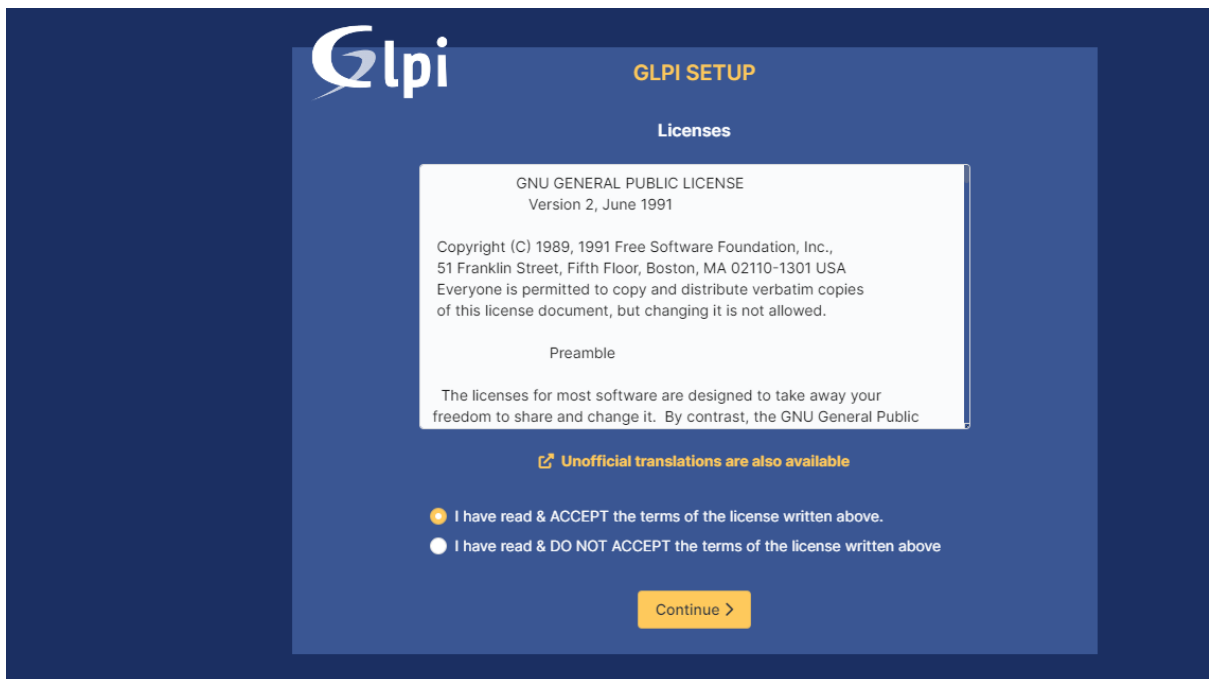 Glpi
GLPI SETUP
Licenses
GNU GENERAL PUBLIC LICENSE
Version 2, June 1991
Copyright (C) 1989, 1991 Free Software Foundation, Inc.,
51 Franklin Street, Fifth Floor, Boston, MA 02110-1301 USA
Everyone is permitted to copy and distribute verbatim copies
of this license document, but changing it is not allowed.
Preamble
The licenses for most software are designed to take away your
freedom to share and change it.  By contrast, the GNU General Public
Unofficial translations are also available
I have read & ACCEPT the terms of the license written above.
I have read & DO NOT ACCEPT the terms of the license written above
Continue